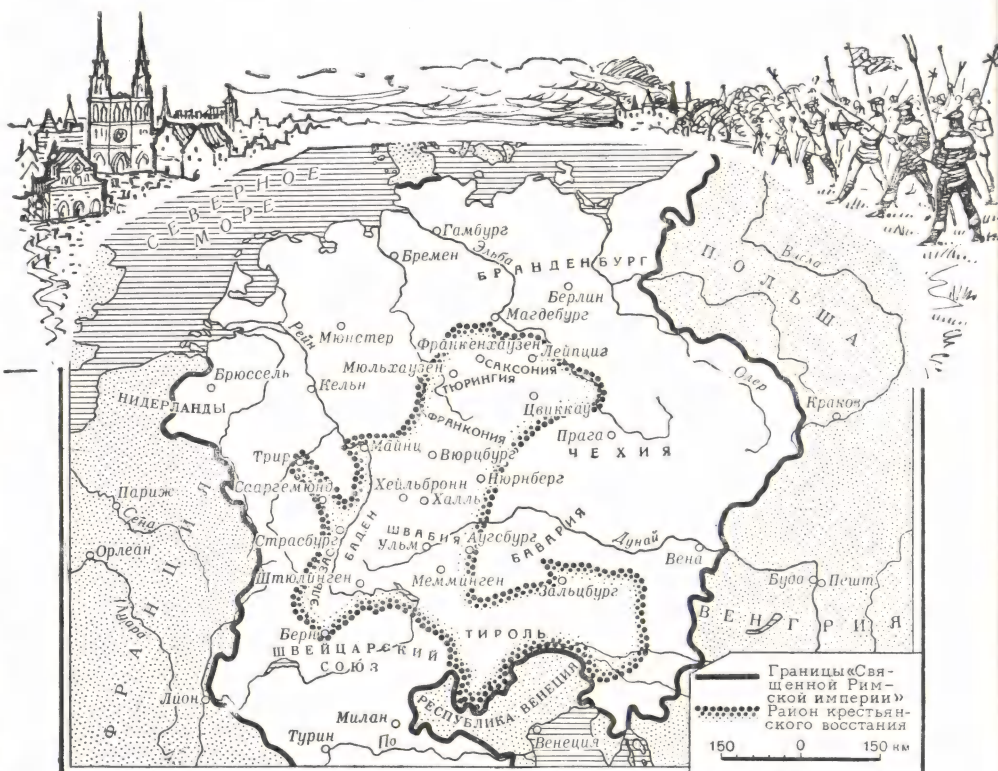 СЕВЕРНОЕ
МОРЕ
Гамбург
Эльба
Бремен
БРАНДЕНБУРГ
Берлин
Магдебург
ПОЛЬША
Висла
Рейн
Мюнстер
Франкенхаузен
Лейпциг
САКСОНИЯ
Мюльхаузен
ТЮРИНГИЯ
Одер
Брюссель
Кельн
НИДЕРЛАНДЫ
Цвиккау
Краков
ФРАНКОНИЯ
Прага
ЧЕХИЯ
Майнц
Вюрцбург
Трир
Нюрнберг
Хейльбронн
Саргемюнд
Халль
Париж
Сена
ФРАНЦИЯ
Страсбург
БАДЕН
ШВАБИЯ
Аугсбург
БАВАРИЯ
Дунай
Вена
Ульм
Орлеан
ЭЛЬЗАС
Штюлинген
Мемминген
Зальцбург
Буда
Пешт
ВЕНГРИЯ
Луара
Берн
ТИРОЛЬ
ШВЕЙЦАРСКИЙ
СОЮЗ
Лион
РЕСПУБЛИКА ВЕНЕЦИЯ
Милан
Турин
По
Венеция
Границы «Свя-
щенной Рим-
ской империи»
Район крестьян-
ского восстания
150 0 150 км